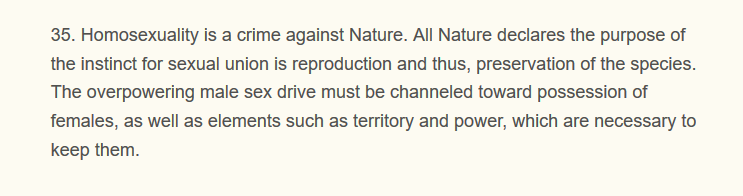 35. Homosexuality is a crime against Nature. All Nature declares the purpose of
the instinct for sexual union is reproduction and thus, preservation of the species.
The overpowering male sex drive must be channeled toward possession of
females, as well as elements such as territory and power, which are necessary to
keep them.